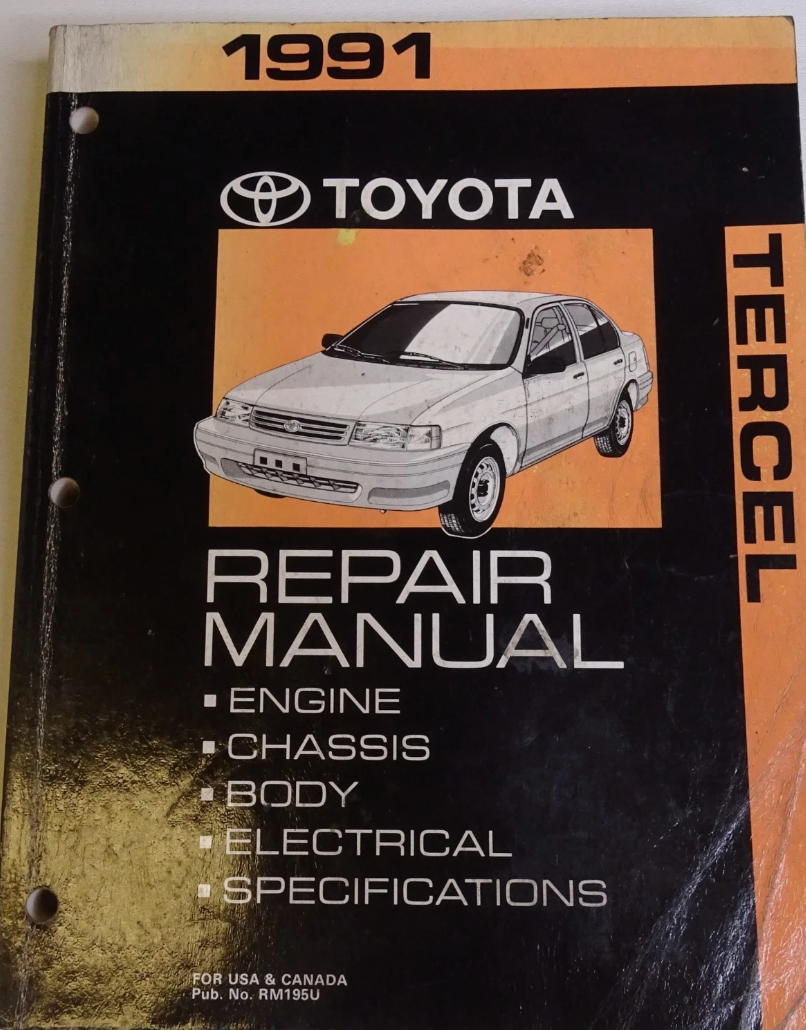 1991
TOYOTA
TERCEL
REPAIR
MANUAL
▪ ENGINE
▪ CHASSIS
▪ BODY
▪ ELECTRICAL
▪ SPECIFICATIONS
FOR USA & CANADA
Pub. No. RM195U